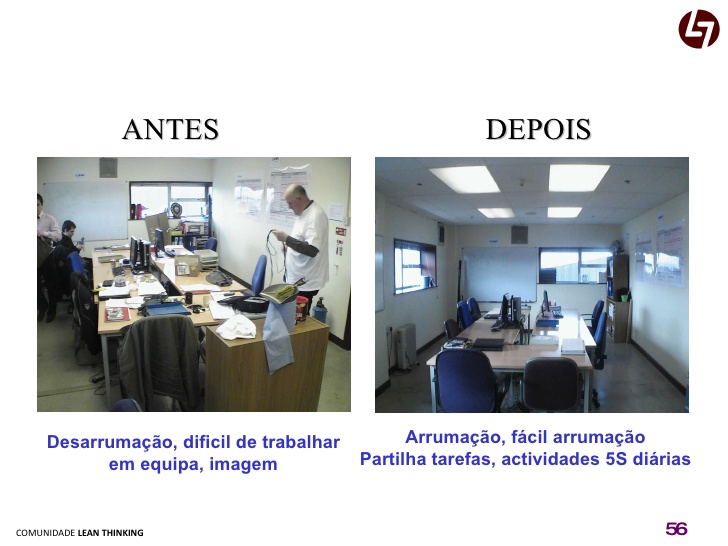 ANTES
DEPOIS
Desarrumação, dificil de trabalhar
em equipa, imagem
Arrumação, fácil arrumação
Partilha tarefas, actividades 5S diárias
COMUNIDADE LEAN THINKING
56